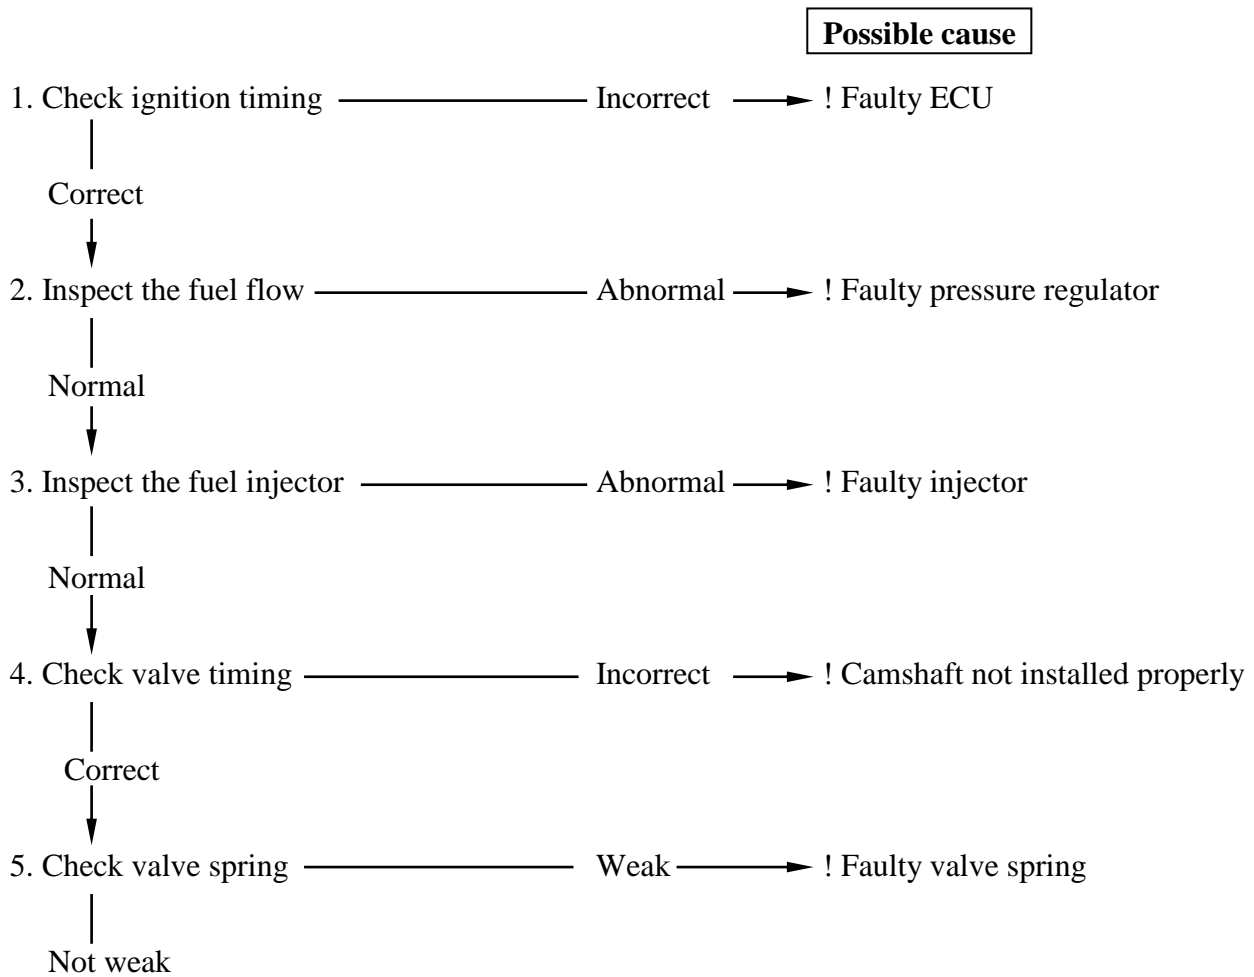 Possible cause
1. Check ignition timing Incorrect ! Faulty ECU
Correct
2. Inspect the fuel flow Abnormal ! Faulty pressure regulator
Normal
3. Inspect the fuel injector Abnormal ! Faulty injector
Normal
4. Check valve timing Incorrect ! Camshaft not installed properly
Correct
5. Check valve spring Weak ! Faulty valve spring
Not weak